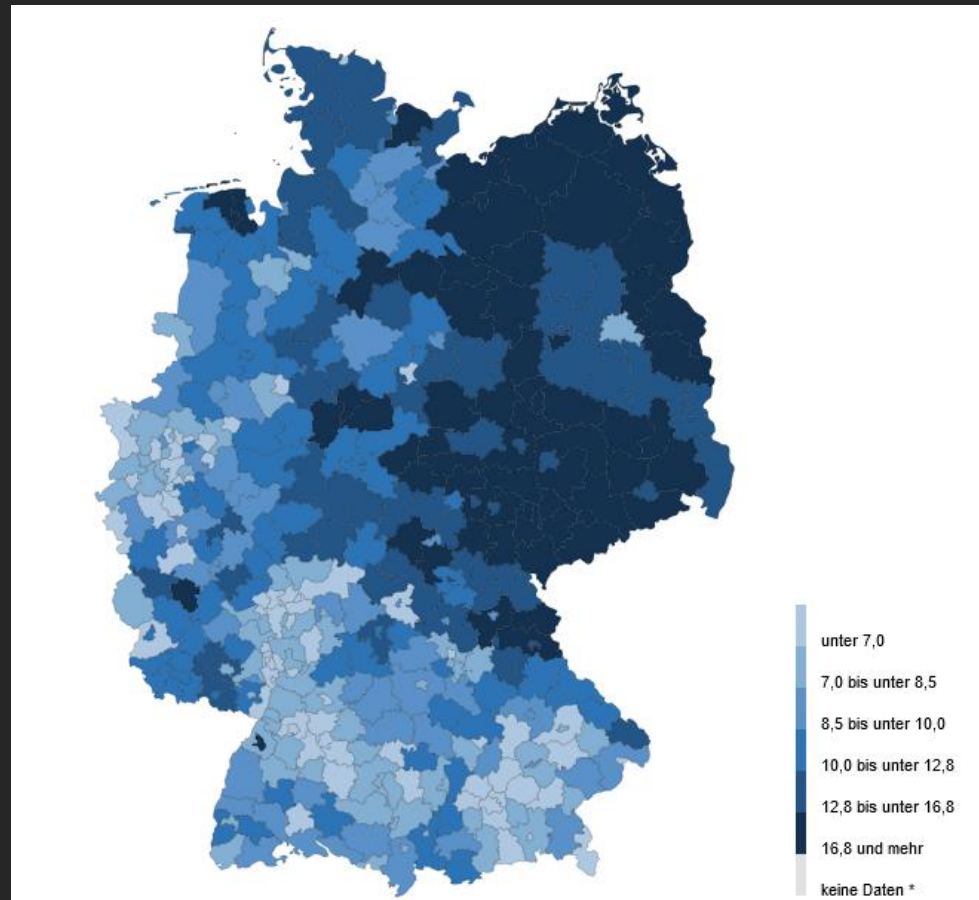 unter 7,0
7,0 bis unter 8,5
8,5 bis unter 10,0
10,0 bis unter 12,8
12,8 bis unter 16,8
16,8 und mehr
keine Daten *